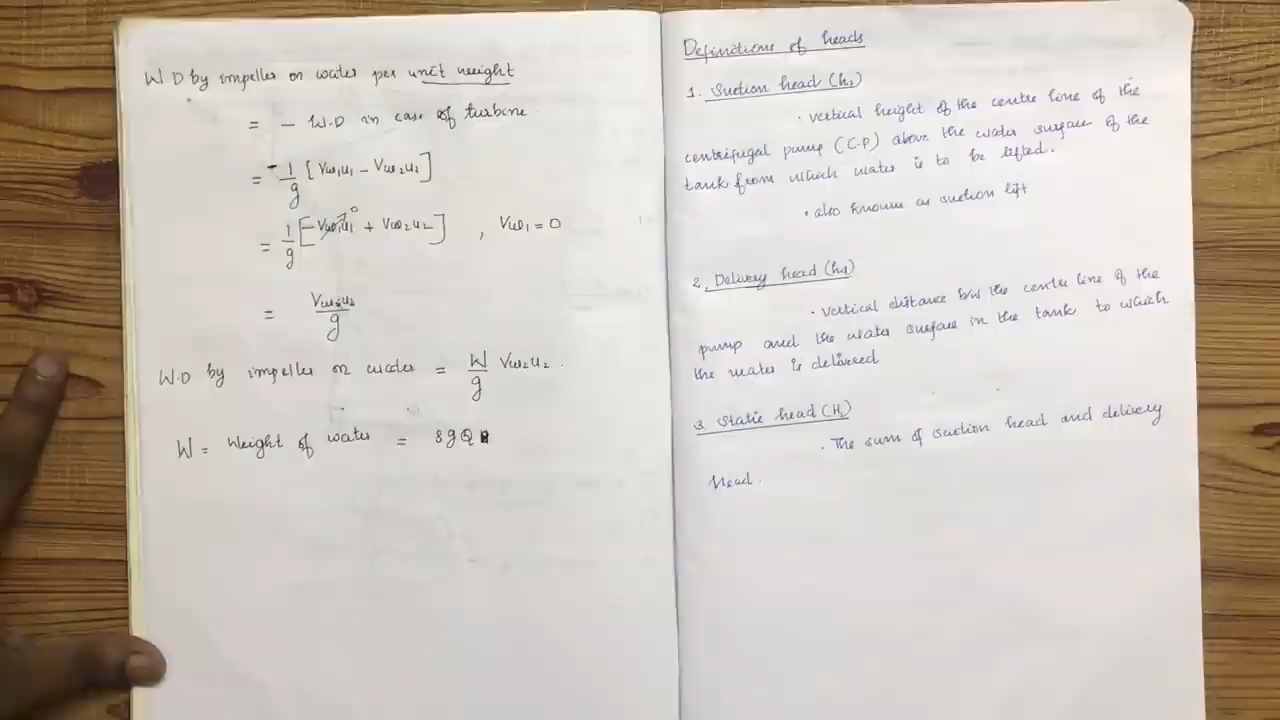 W D by impeller on water per unit weight
= - W.D in case of turbine.
= -1/g [Vw₁u₁ - Vw₂u₂]
= 1/g [-Vw₁u₁ + Vw₂u₂] , Vw₁ = 0
= Vw₂u₂/g
W.D by impeller on water = W/g Vw₂u₂.
W = Weight of water = ρgQ
Definitions of heads
1. Suction head (hs)
• vertical height of the centre line of the
centrifugal pump (C.P) above the water surface of the
tank from which water is to be lifted.
• also known as suction lift
2. Delivery head (hd)
• vertical distance b/w the centre line of the
pump and the water surface in the tank to which
the water is delivered
3. Static head (Hs)
• The sum of suction head and delivery
head.